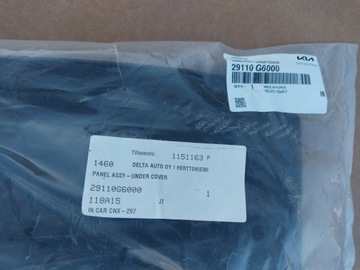 KIA
29110 G6000
QTY: 1
Tilausnro: 1151163 P
1460 DELTA AUTO OY / HERTTONIEMI
PANEL ASSY-UNDER COVER
29110G6000 1
118A15 JT
IN CAR CNX-207